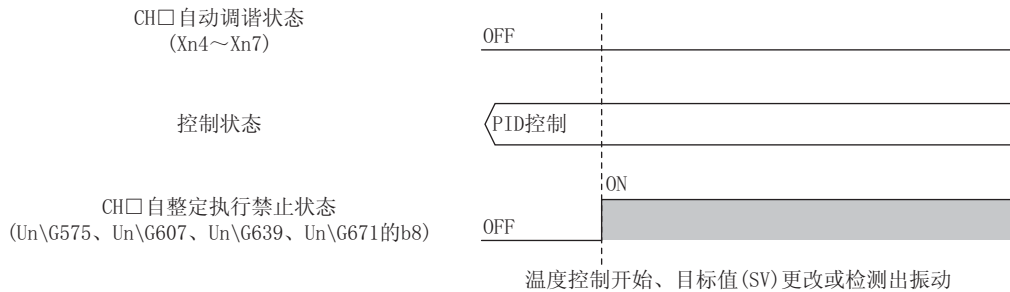 CH□自动调谐状态
(Xn4～Xn7)
OFF
控制状态
PID控制
ON
CH□自整定执行禁止状态
(Un\G575、Un\G607、Un\G639、Un\G671的b8)
OFF
温度控制开始、目标值(SV)更改或检测出振动